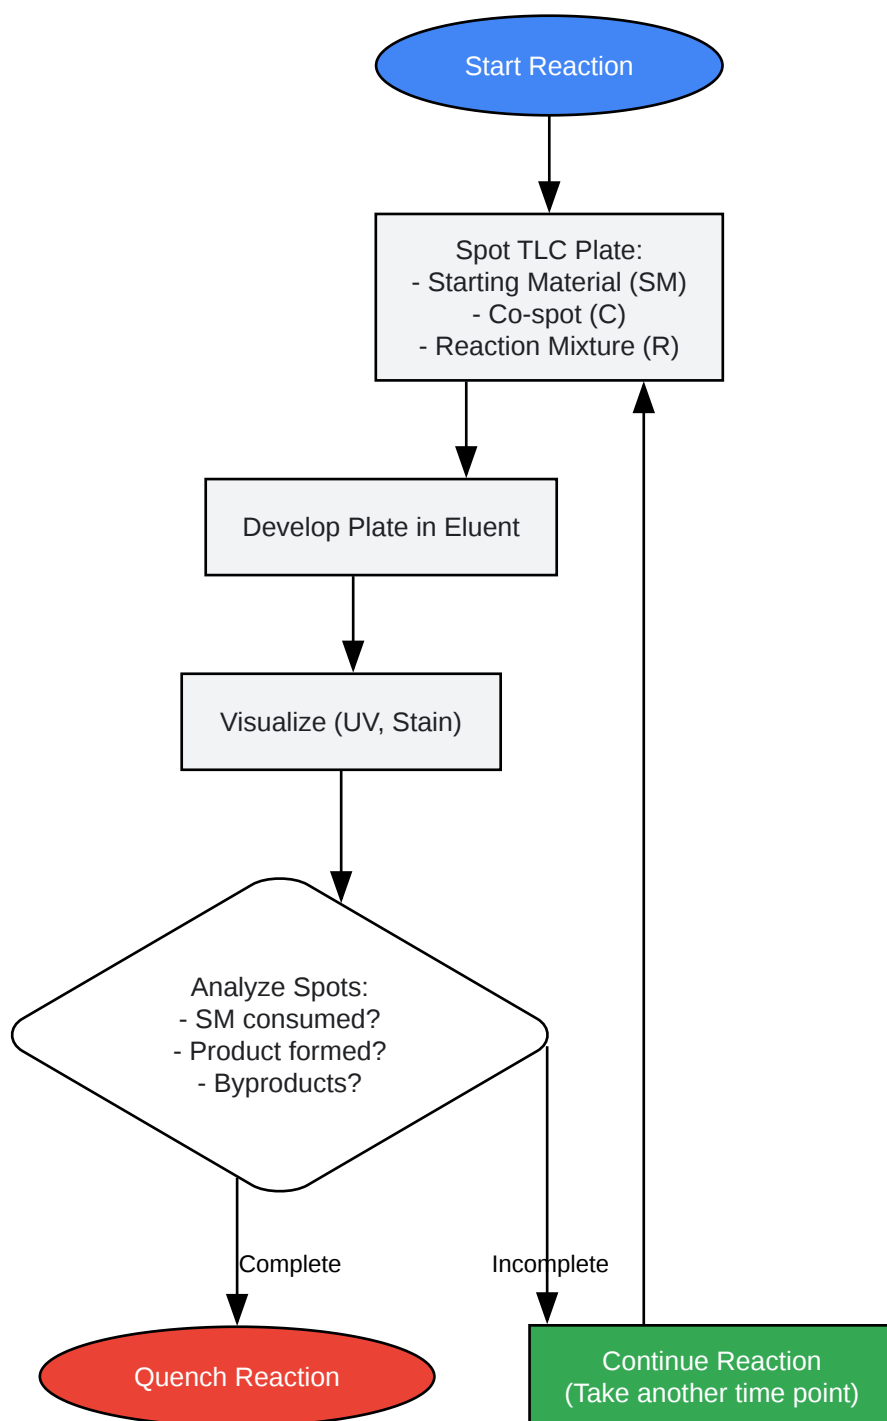 Start Reaction
Spot TLC Plate:
- Starting Material (SM)
- Co-spot (C)
- Reaction Mixture (R)
Develop Plate in Eluent
Visualize (UV, Stain)
Analyze Spots:
- SM consumed?
- Product formed?
- Byproducts?
Complete
Incomplete
Quench Reaction
Continue Reaction
(Take another time point)